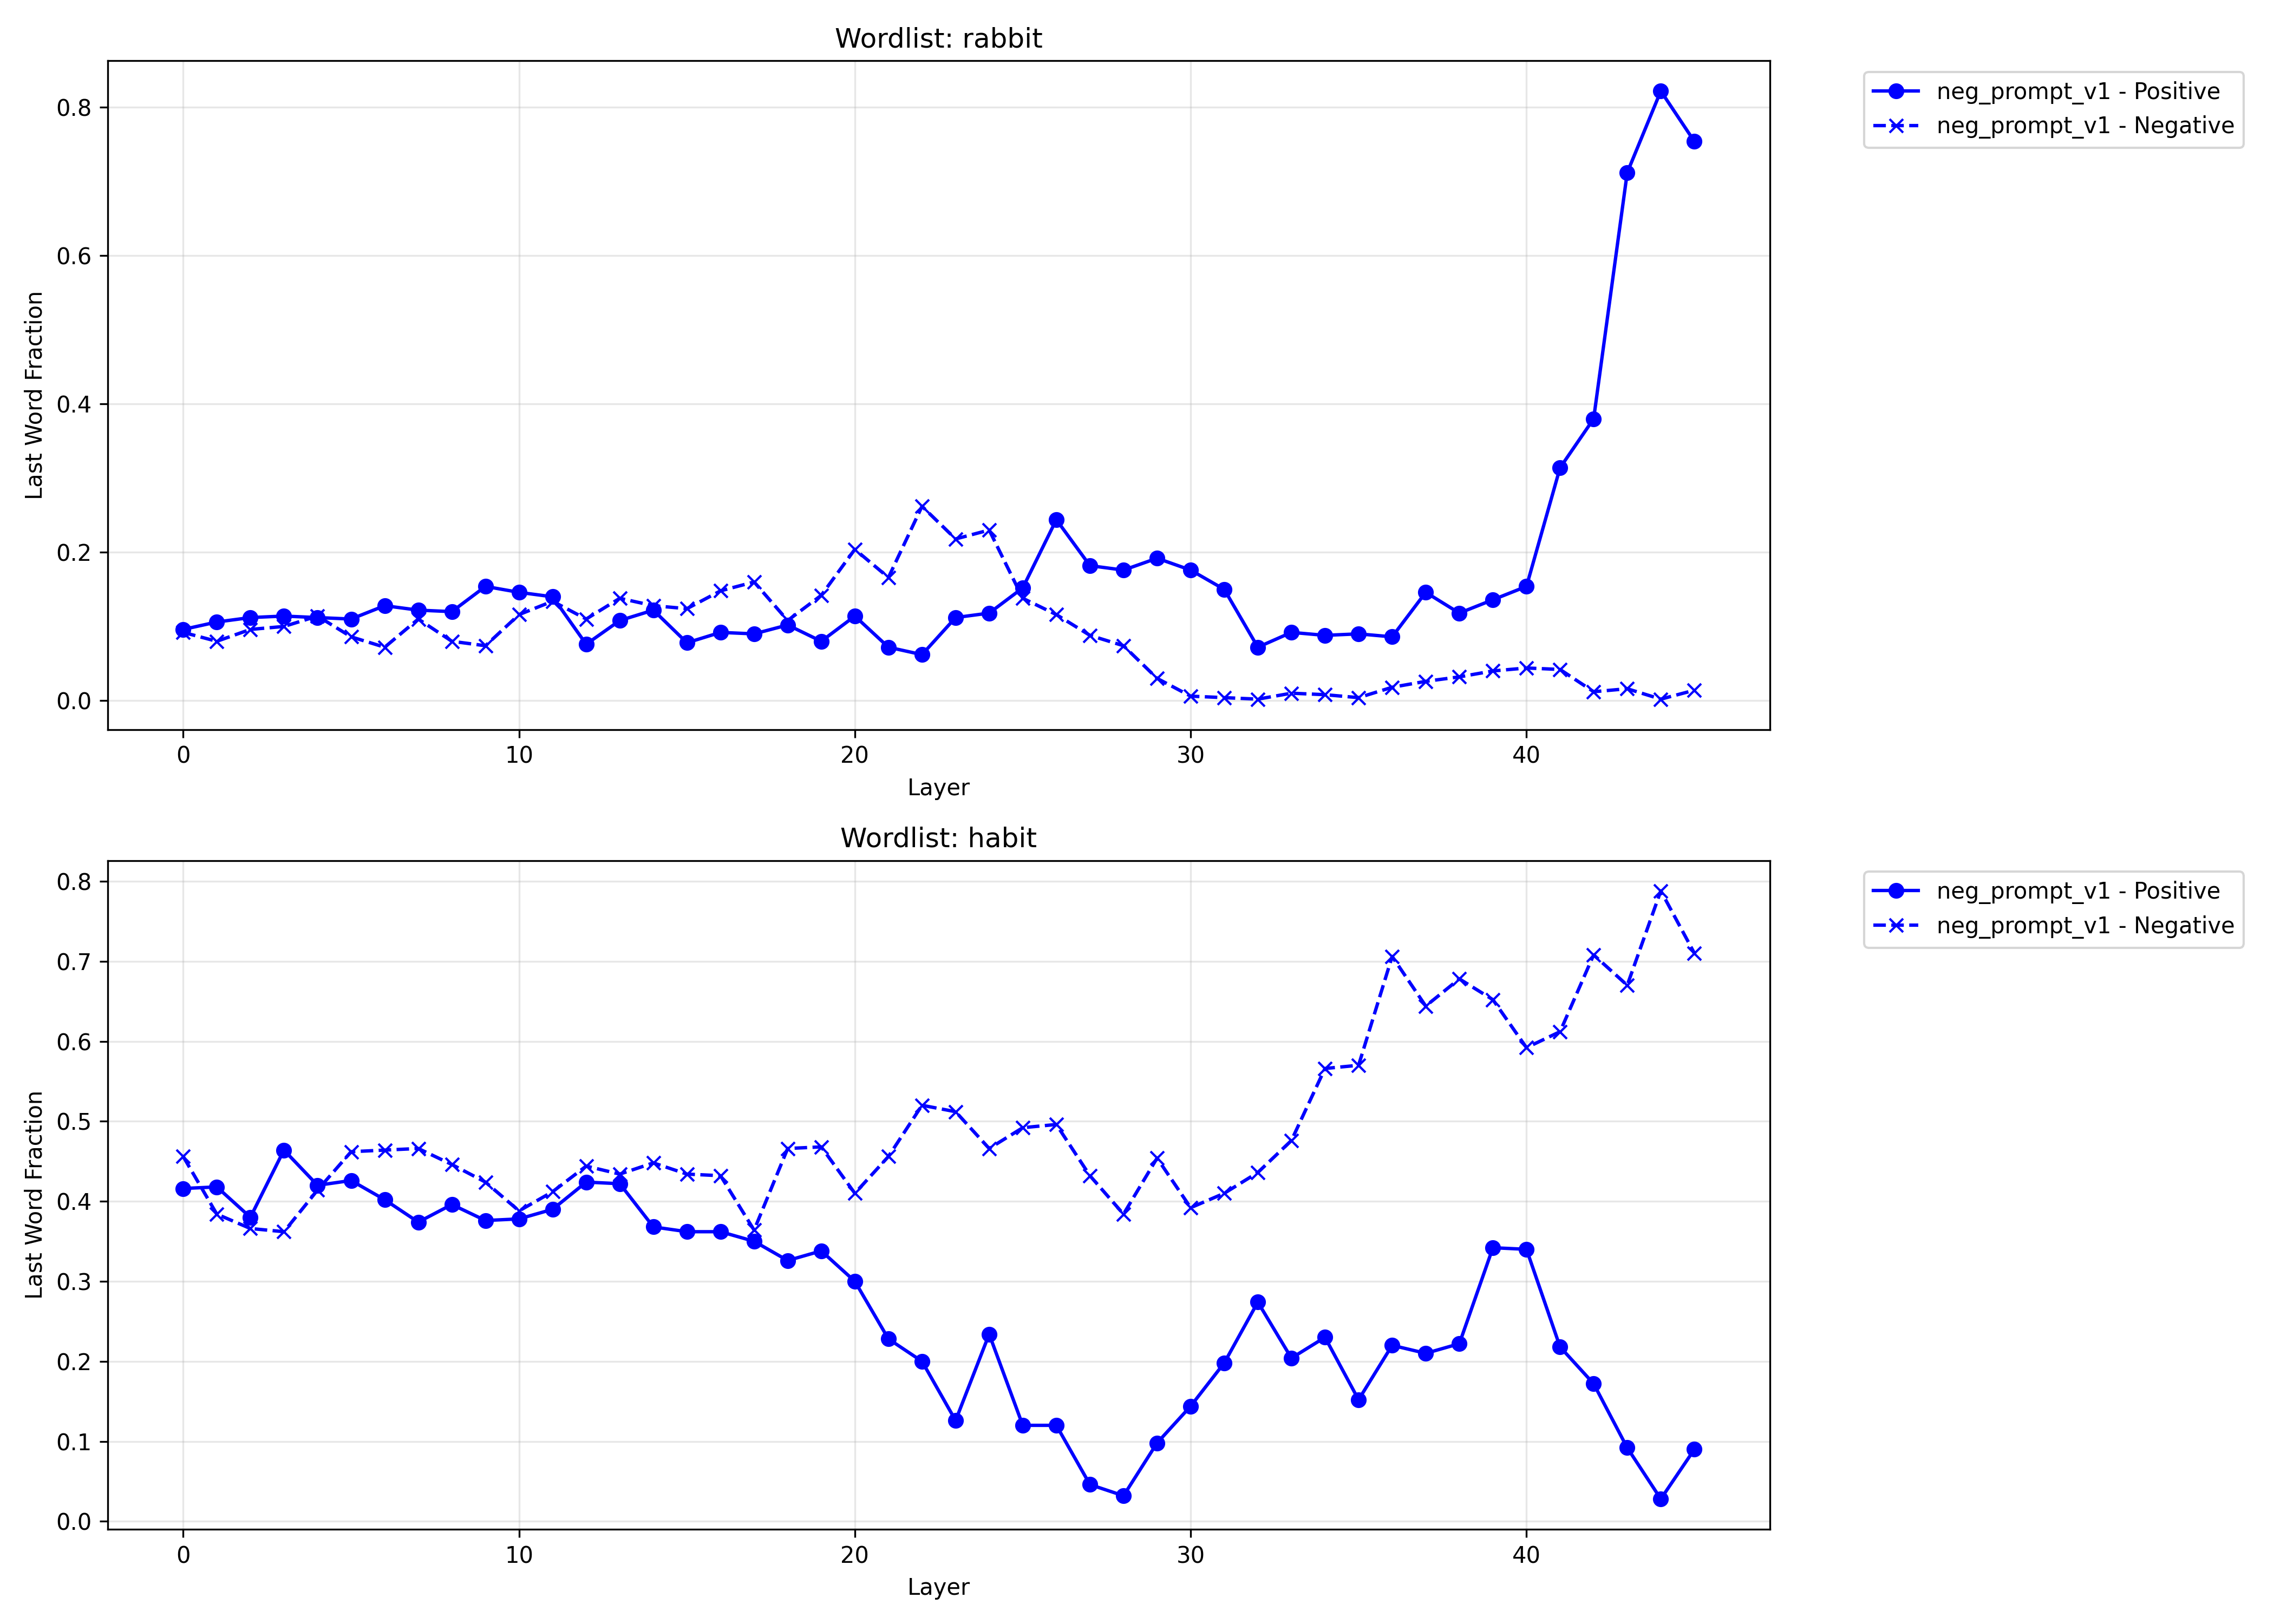 Wordlist: rabbit
Last Word Fraction
0.8
0.6
0.4
0.2
0.0
0 10 20 30 40
Layer
neg_prompt_v1 - Positive
neg_prompt_v1 - Negative
Wordlist: habit
Last Word Fraction
0.8
0.7
0.6
0.5
0.4
0.3
0.2
0.1
0.0
0 10 20 30 40
Layer
neg_prompt_v1 - Positive
neg_prompt_v1 - Negative